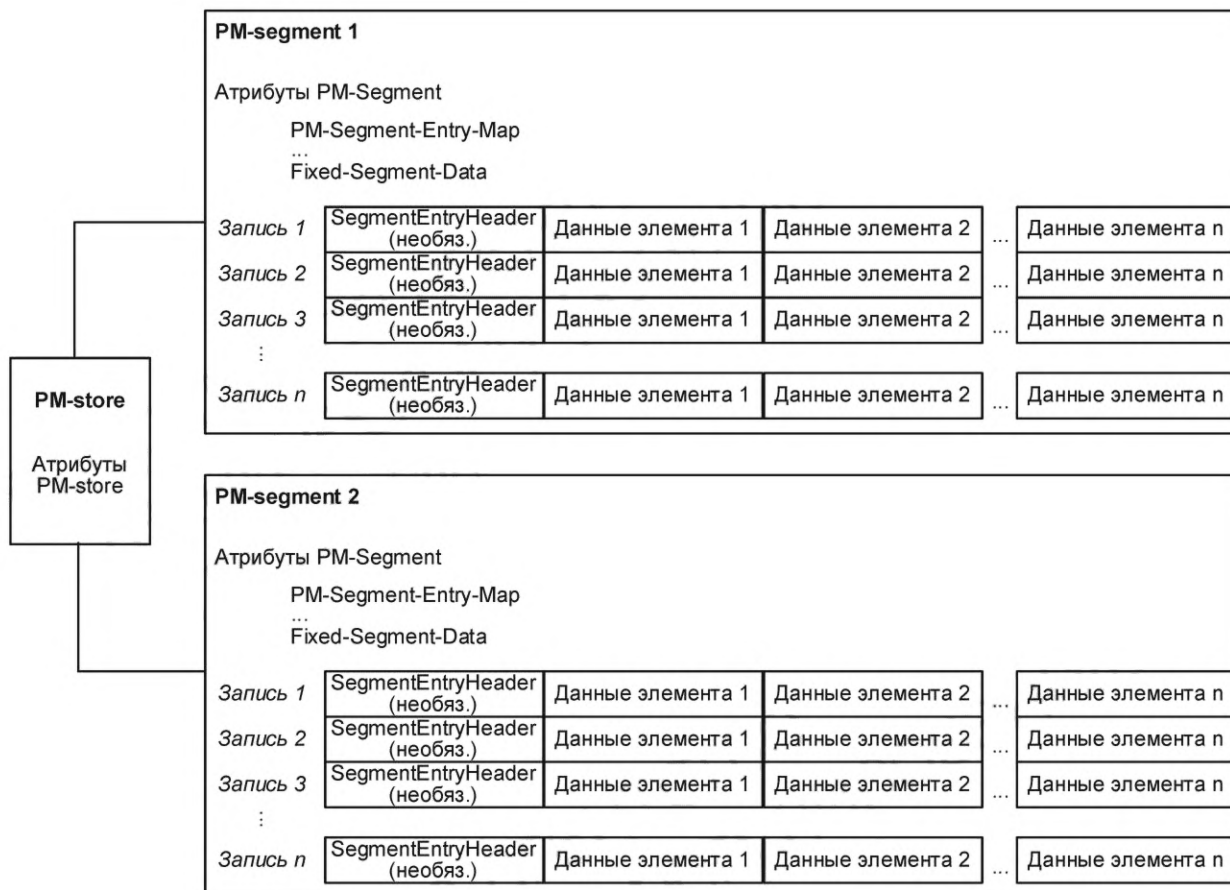 PM-segment 1
Атрибуты PM-Segment
PM-Segment-Entry-Map
...
Fixed-Segment-Data
Запись 1 SegmentEntryHeader (необяз.) Данные элемента 1 Данные элемента 2 ... Данные элемента n
Запись 2 SegmentEntryHeader (необяз.) Данные элемента 1 Данные элемента 2 ... Данные элемента n
Запись 3 SegmentEntryHeader (необяз.) Данные элемента 1 Данные элемента 2 ... Данные элемента n
...
Запись n SegmentEntryHeader (необяз.) Данные элемента 1 Данные элемента 2 ... Данные элемента n
PM-store
Атрибуты
PM-store
PM-segment 2
Атрибуты PM-Segment
PM-Segment-Entry-Map
...
Fixed-Segment-Data
Запись 1 SegmentEntryHeader (необяз.) Данные элемента 1 Данные элемента 2 ... Данные элемента n
Запись 2 SegmentEntryHeader (необяз.) Данные элемента 1 Данные элемента 2 ... Данные элемента n
Запись 3 SegmentEntryHeader (необяз.) Данные элемента 1 Данные элемента 2 ... Данные элемента n
...
Запись n SegmentEntryHeader (необяз.) Данные элемента 1 Данные элемента 2 ... Данные элемента n